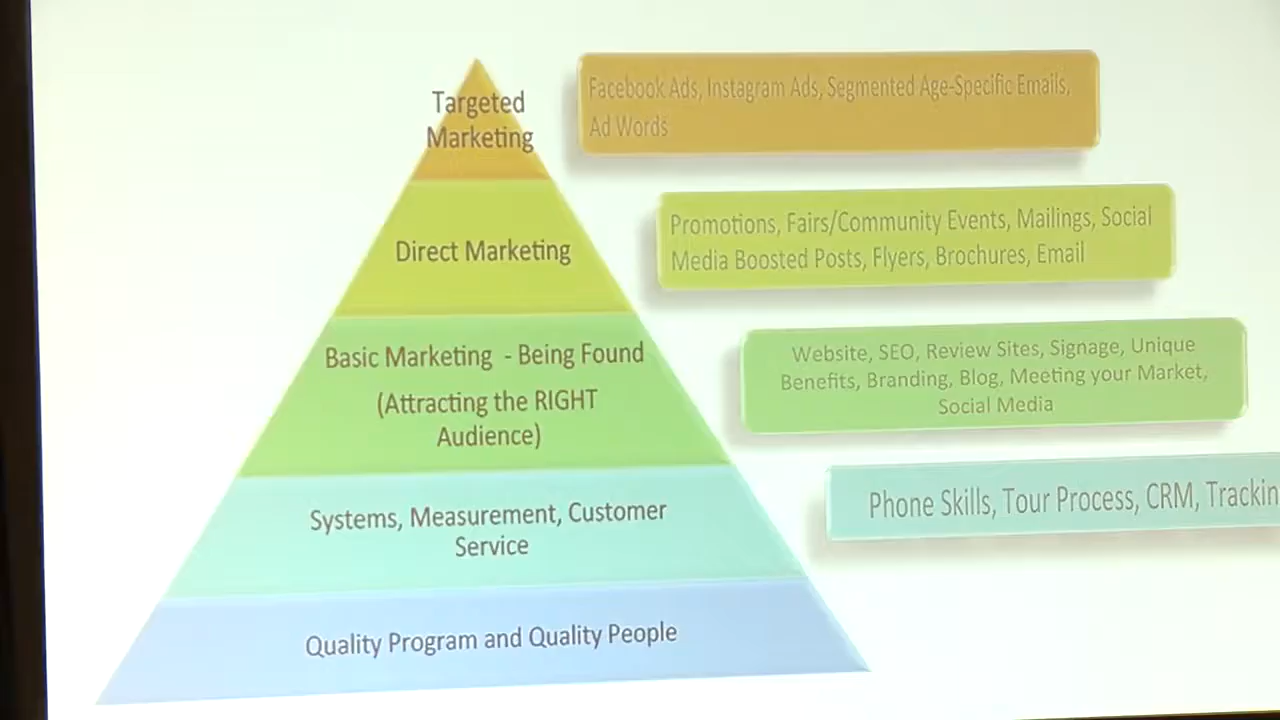 Targeted
Marketing
Facebook Ads, Instagram Ads, Segmented Age-Specific Emails,
Ad Words
Direct Marketing
Promotions, Fairs/Community Events, Mailings, Social
Media Boosted Posts, Flyers, Brochures, Email
Basic Marketing - Being Found
(Attracting the RIGHT
Audience)
Website, SEO, Review Sites, Signage, Unique
Benefits, Branding, Blog, Meeting your Market,
Social Media
Systems, Measurement, Customer
Service
Phone Skills, Tour Process, CRM,
Quality Program and Quality People